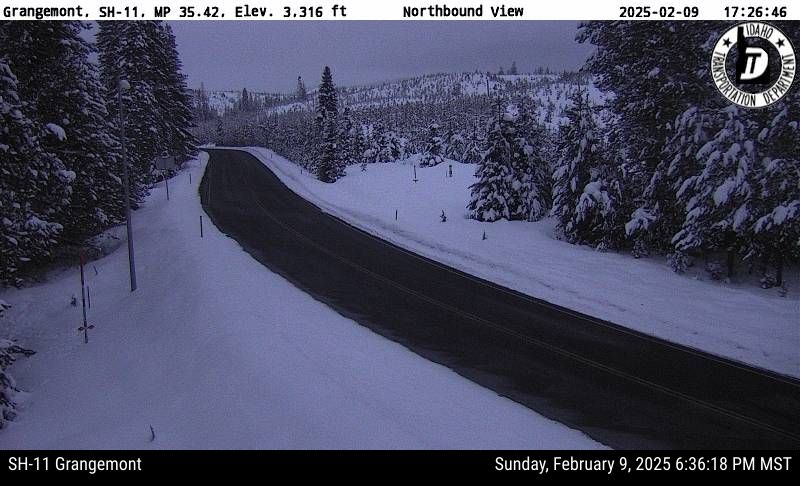 Grangemont, SH-11, MP 35.42, Elev. 3,316 ft Northbound View 2025-02-09 17:26:46
IDAHO
TRANSPORTATION DEPARTMENT
SH-11 Grangemont Sunday, February 9, 2025 6:36:18 PM MST